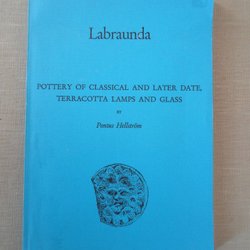 Labraunda
POTTERY OF CLASSICAL AND LATER DATE,
TERRACOTTA LAMPS AND GLASS
BY
Pontus Hellström